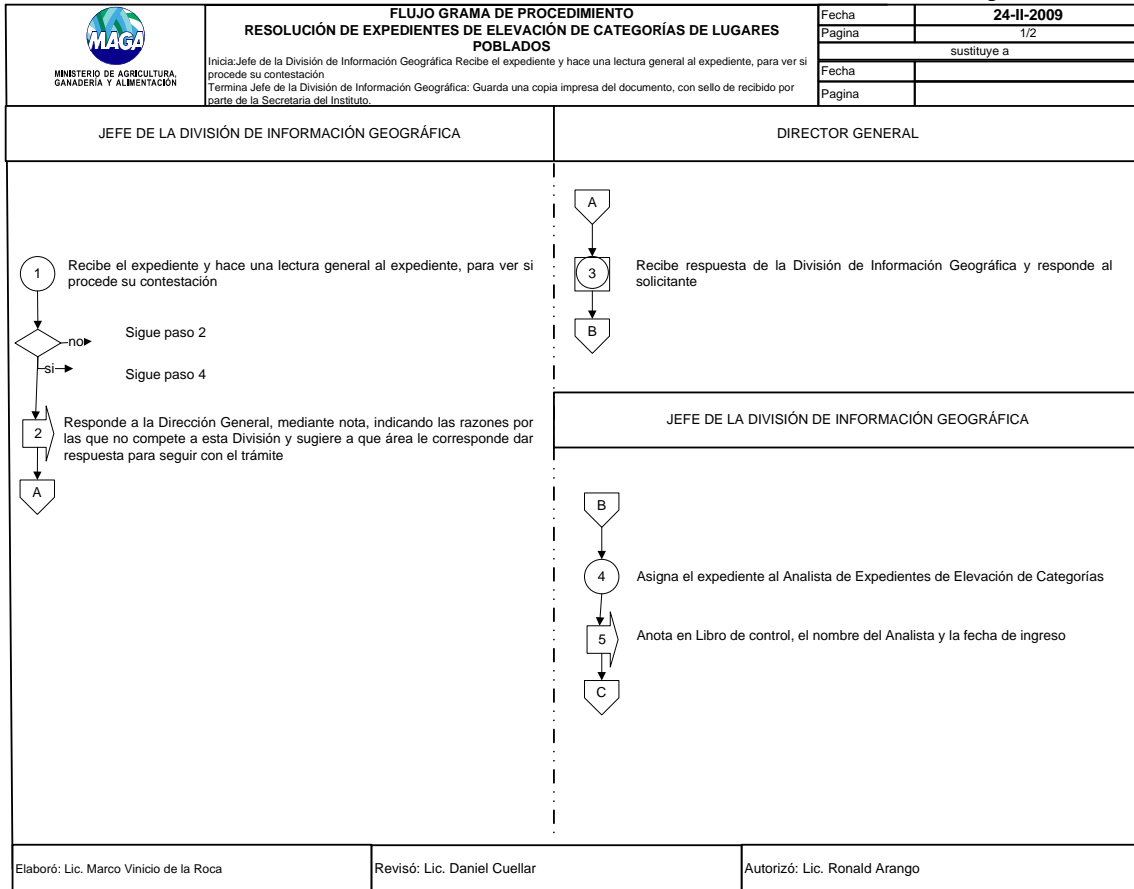 MAGA
MINISTERIO DE AGRICULTURA,
GANADERÍA Y ALIMENTACIÓN
FLUJO GRAMA DE PROCEDIMIENTO
RESOLUCIÓN DE EXPEDIENTES DE ELEVACIÓN DE CATEGORÍAS DE LUGARES
POBLADOS
Inicia:Jefe de la División de Información Geográfica Recibe el expediente y hace una lectura general al expediente, para ver si
procede su contestación
Termina Jefe de la División de Información Geográfica: Guarda una copia impresa del documento, con sello de recibido por
parte de la Secretaria del Instituto.
Fecha 24-II-2009
Pagina 1/2
sustituye a
Fecha
Pagina
JEFE DE LA DIVISIÓN DE INFORMACIÓN GEOGRÁFICA
1
Recibe el expediente y hace una lectura general al expediente, para ver si
procede su contestación
no
Sigue paso 2
si
Sigue paso 4
2
Responde a la Dirección General, mediante nota, indicando las razones por
las que no compete a esta División y sugiere a que área le corresponde dar
respuesta para seguir con el trámite
A
DIRECTOR GENERAL
A
3
Recibe respuesta de la División de Información Geográfica y responde al
solicitante
B
JEFE DE LA DIVISIÓN DE INFORMACIÓN GEOGRÁFICA
B
4
Asigna el expediente al Analista de Expedientes de Elevación de Categorías
5
Anota en Libro de control, el nombre del Analista y la fecha de ingreso
C
Elaboró: Lic. Marco Vinicio de la Roca
Revisó: Lic. Daniel Cuellar
Autorizó: Lic. Ronald Arango